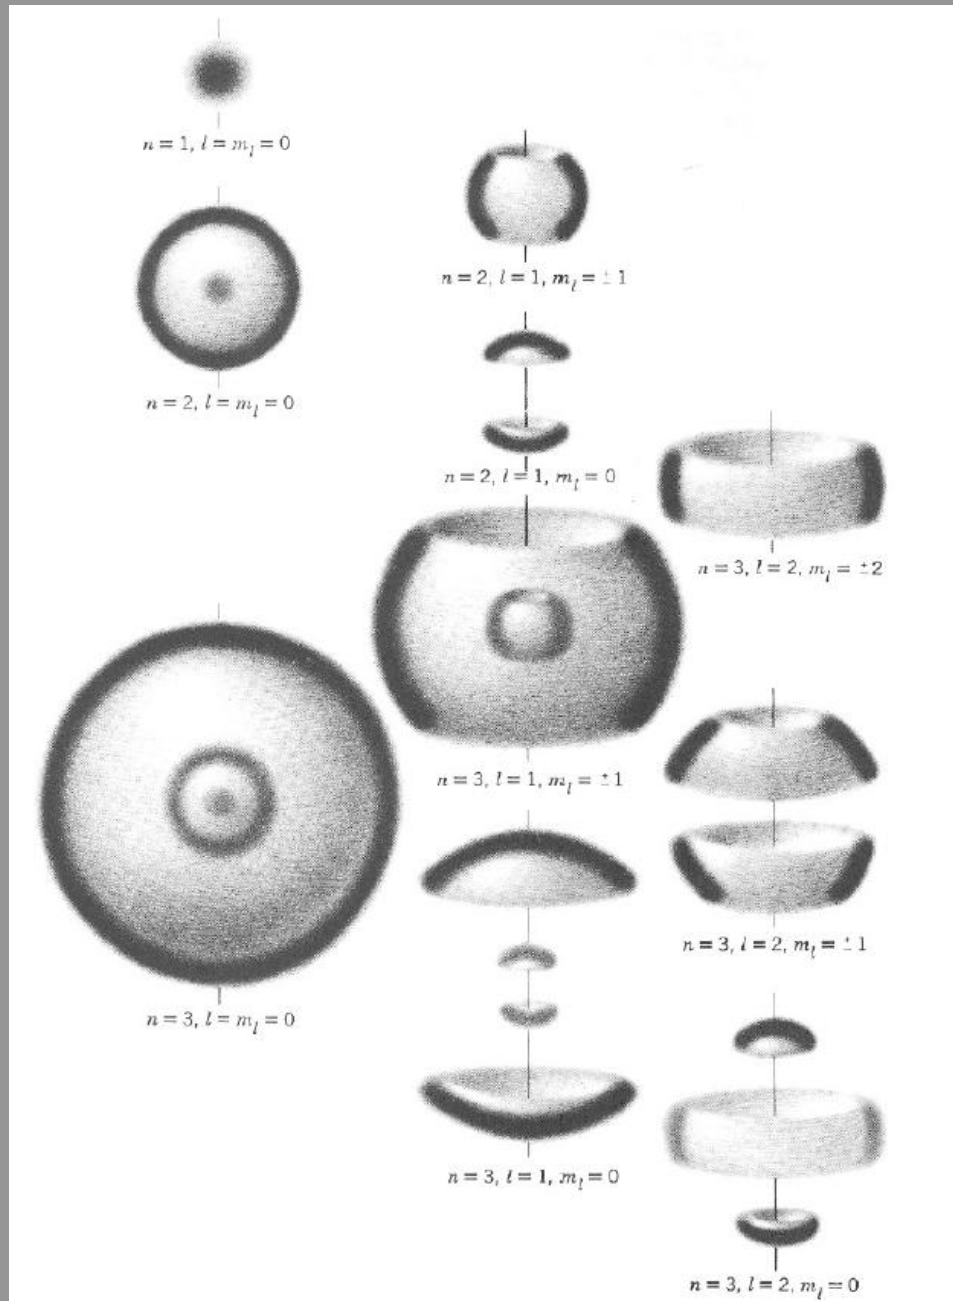 n = 1, l = m_l = 0
n = 2, l = 1, m_l = ±1
n = 2, l = m_l = 0
n = 2, l = 1, m_l = 0
n = 3, l = 2, m_l = ±2
n = 3, l = 1, m_l = ±1
n = 3, l = 2, m_l = ±1
n = 3, l = m_l = 0
n = 3, l = 1, m_l = 0
n = 3, l = 2, m_l = 0